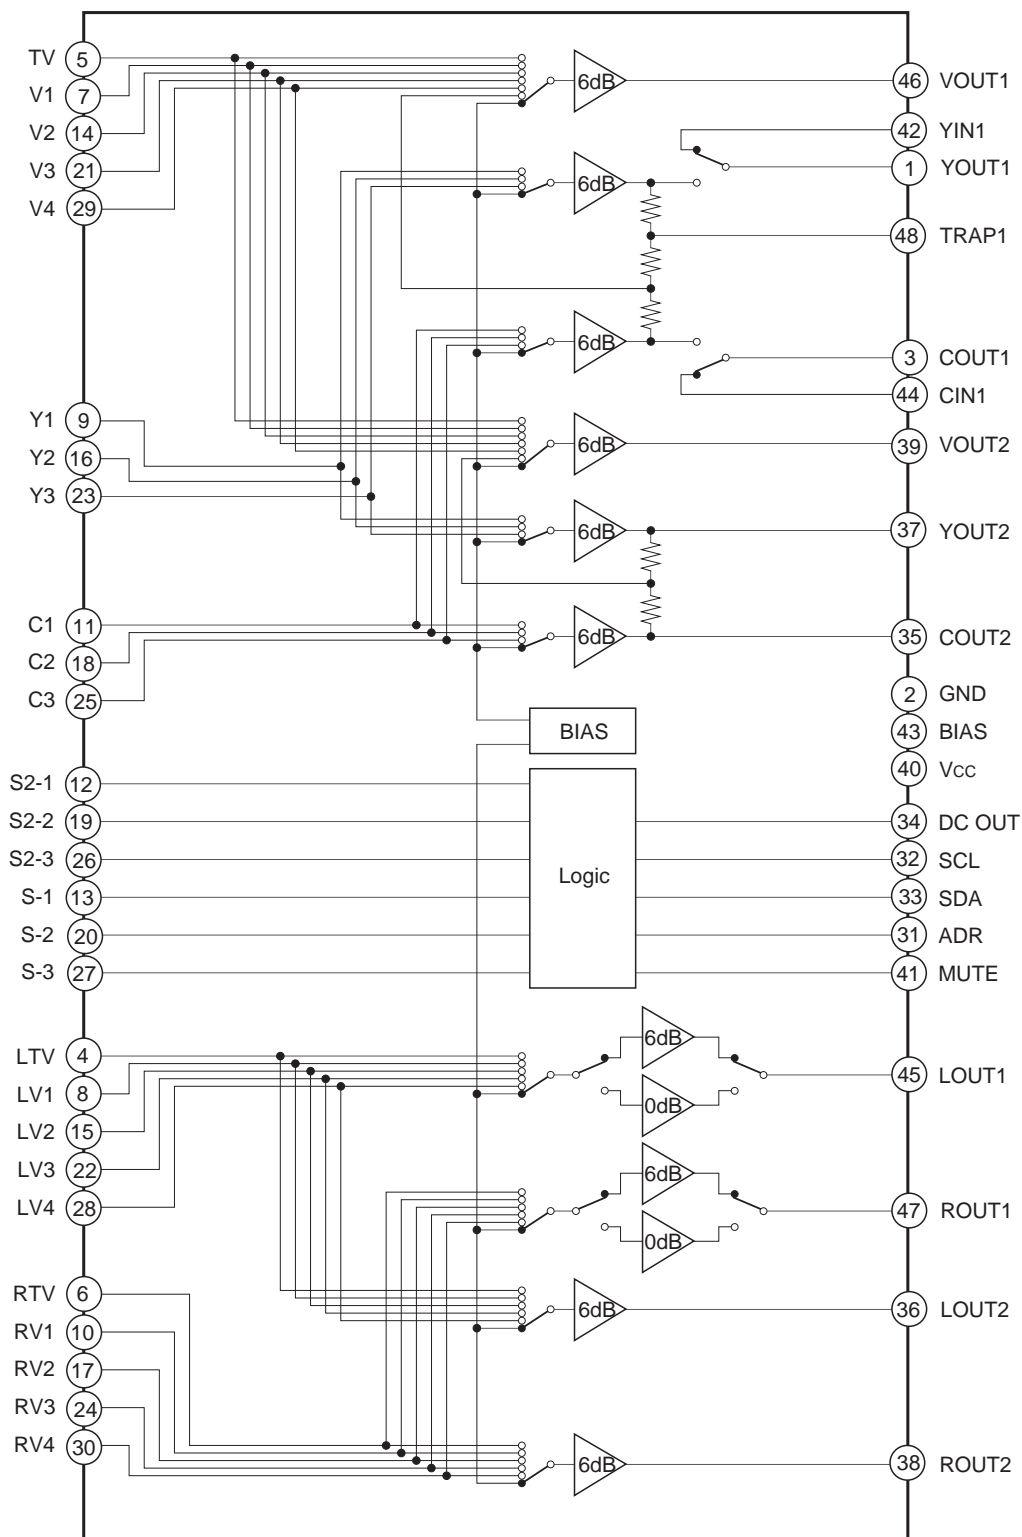 TV 5
V1 7
V2 14
V3 21
V4 29
Y1 9
Y2 16
Y3 23
C1 11
C2 18
C3 25
S2-1 12
S2-2 19
S2-3 26
S-1 13
S-2 20
S-3 27
LTV 4
LV1 8
LV2 15
LV3 22
LV4 28
RTV 6
RV1 10
RV2 17
RV3 24
RV4 30
6dB
6dB
6dB
6dB
6dB
6dB
BIAS
Logic
6dB
0dB
6dB
0dB
6dB
6dB
46 VOUT1
42 YIN1
1 YOUT1
48 TRAP1
3 COUT1
44 CIN1
39 VOUT2
37 YOUT2
35 COUT2
2 GND
43 BIAS
40 VCC
34 DC OUT
32 SCL
33 SDA
31 ADR
41 MUTE
45 LOUT1
47 ROUT1
36 LOUT2
38 ROUT2